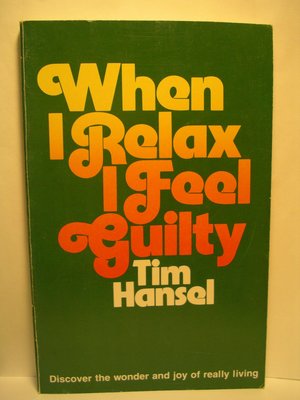 When
I Relax
I Feel
Guilty
Tim
Hansel
Discover the wonder and joy of really living